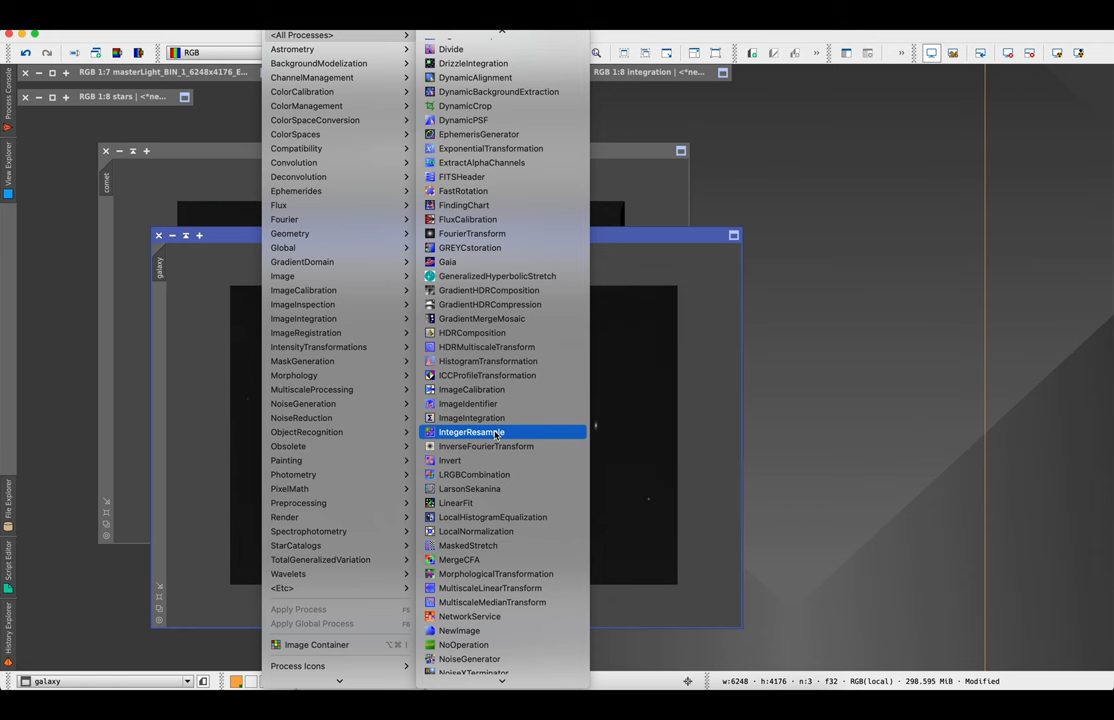 <All Processes>
RGB
RGB 1:7 masterLight_BIN_1_6248x4176_E...
RGB 1:8 integration | <*ne...
RGB 1:8 stars | <*ne...
Process Console
View Explorer
File Explorer
Script Editor
History Explorer
comet
galaxy
Astrometry
BackgroundModelization
ChannelManagement
ColorCalibration
ColorManagement
ColorSpaceConversion
ColorSpaces
Compatibility
Convolution
Deconvolution
Ephemerides
Flux
Fourier
Geometry
Global
GradientDomain
Image
ImageCalibration
ImageInspection
ImageIntegration
ImageRegistration
IntensityTransformations
MaskGeneration
Morphology
MultiscaleProcessing
NoiseGeneration
NoiseReduction
ObjectRecognition
Obsolete
Painting
Photometry
PixelMath
Preprocessing
Render
Spectrophotometry
StarCatalogs
TotalGeneralizedVariation
Wavelets
<Etc>
Apply Process F5
Apply Global Process F6
Image Container ⌥⌘ I
Process Icons
Divide
DrizzleIntegration
DynamicAlignment
DynamicBackgroundExtraction
DynamicCrop
DynamicPSF
EphemerisGenerator
ExponentialTransformation
ExtractAlphaChannels
FITSHeader
FastRotation
FindingChart
FluxCalibration
FourierTransform
GREYCstoration
Gaia
GeneralizedHyperbolicStretch
GradientHDRComposition
GradientHDRCompression
GradientMergeMosaic
HDRComposition
HDRMultiscaleTransform
HistogramTransformation
ICCProfileTransformation
ImageCalibration
ImageIdentifier
ImageIntegration
IntegerResample
InverseFourierTransform
Invert
LRGBCombination
LarsonSekanina
LinearFit
LocalHistogramEqualization
LocalNormalization
MaskedStretch
MergeCFA
MorphologicalTransformation
MultiscaleLinearTransform
MultiscaleMedianTransform
NetworkService
NewImage
NoOperation
NoiseGenerator
NoiseXTerminator
galaxy
w:6248 · h:4176 · n:3 · f32 · RGB(local) · 298.595 MiB · Modified